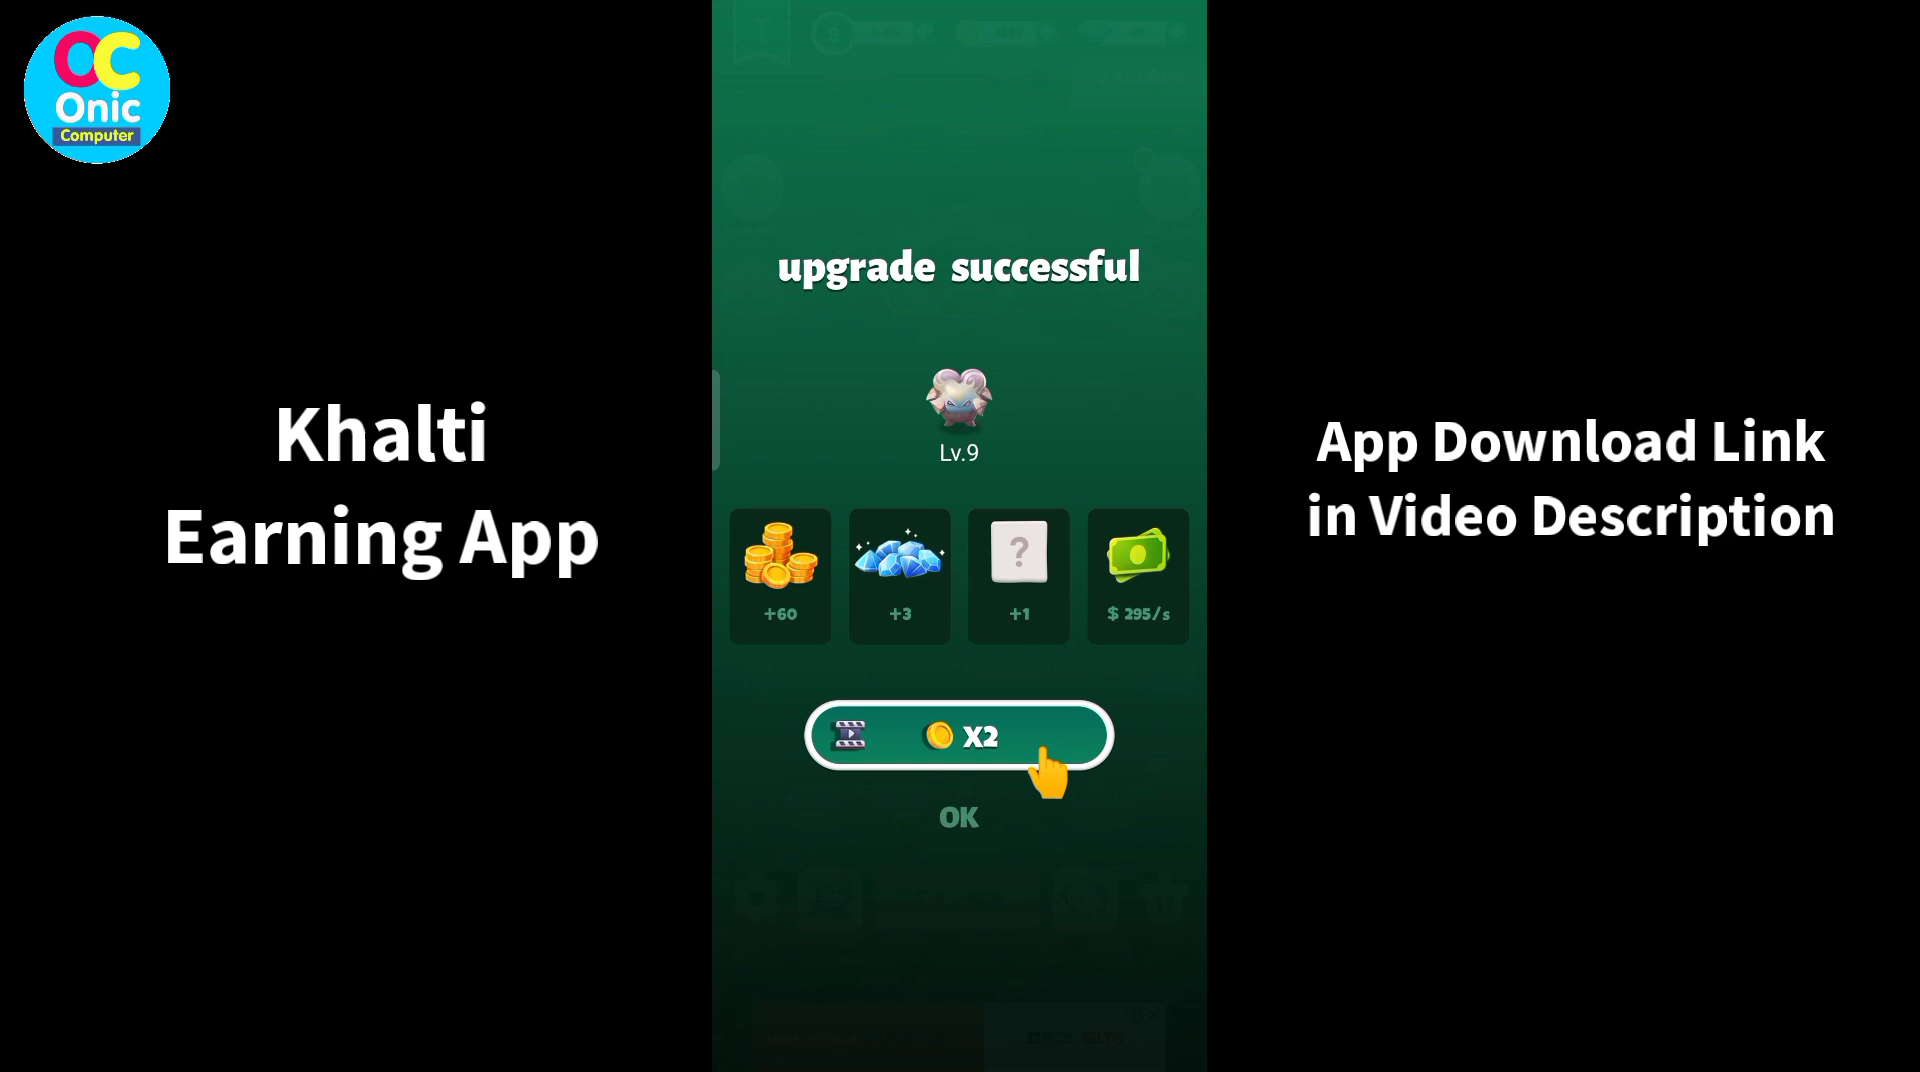 OC
Onic
Computer
Khalti
Earning App
upgrade successful
Lv.9
+60
+3
?
+1
$ 295/s
X2
OK
App Download Link
in Video Description
IELTS